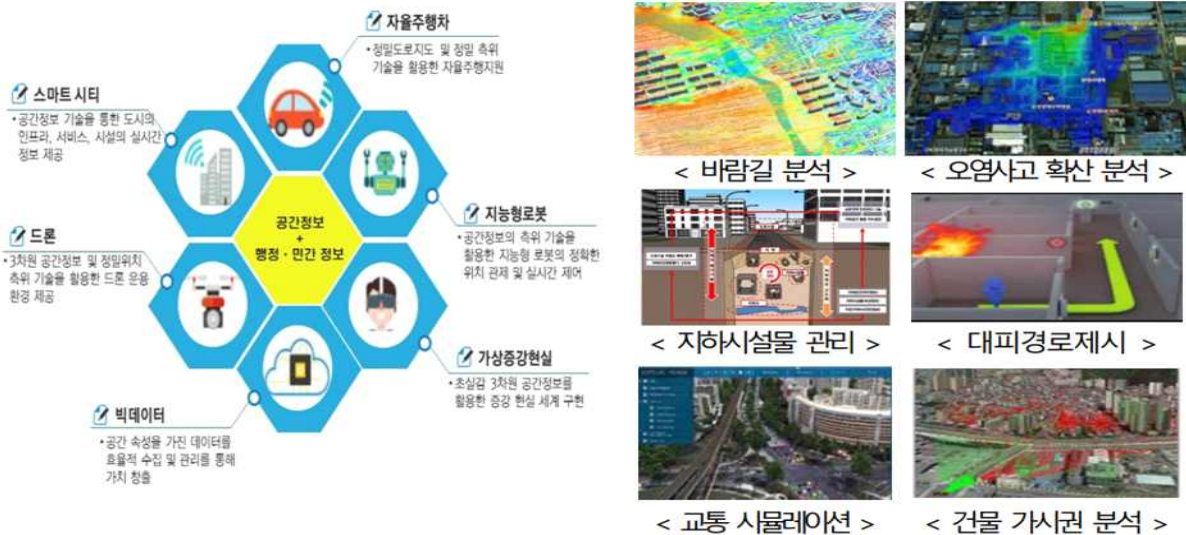 자율주행차
• 정밀도로지도 및 정밀 측위
기술을 활용한 자율주행지원
스마트 시티
• 공간정보 기술을 통한 도시의
인프라, 서비스, 시설의 실시간
정보 제공
지능형로봇
• 공간정보의 측위 기술을
활용한 지능형 로봇의 정확한
위치 관제 및 실시간 제어
공간정보
+
행정 · 민간 정보
드론
• 3차원 공간정보 및 정밀위치
측위 기술을 활용한 드론 운용
환경 제공
가상증강현실
• 초실감 3차원 공간정보를
활용한 증강 현실 세계 구현
빅데이터
• 공간 속성을 가진 데이터를
효율적 수집 및 관리를 통해
가치 창출
< 바람길 분석 >
< 오염사고 확산 분석 >
< 지하시설물 관리 >
< 대피경로제시 >
< 교통 시뮬레이션 >
< 건물 가시권 분석 >